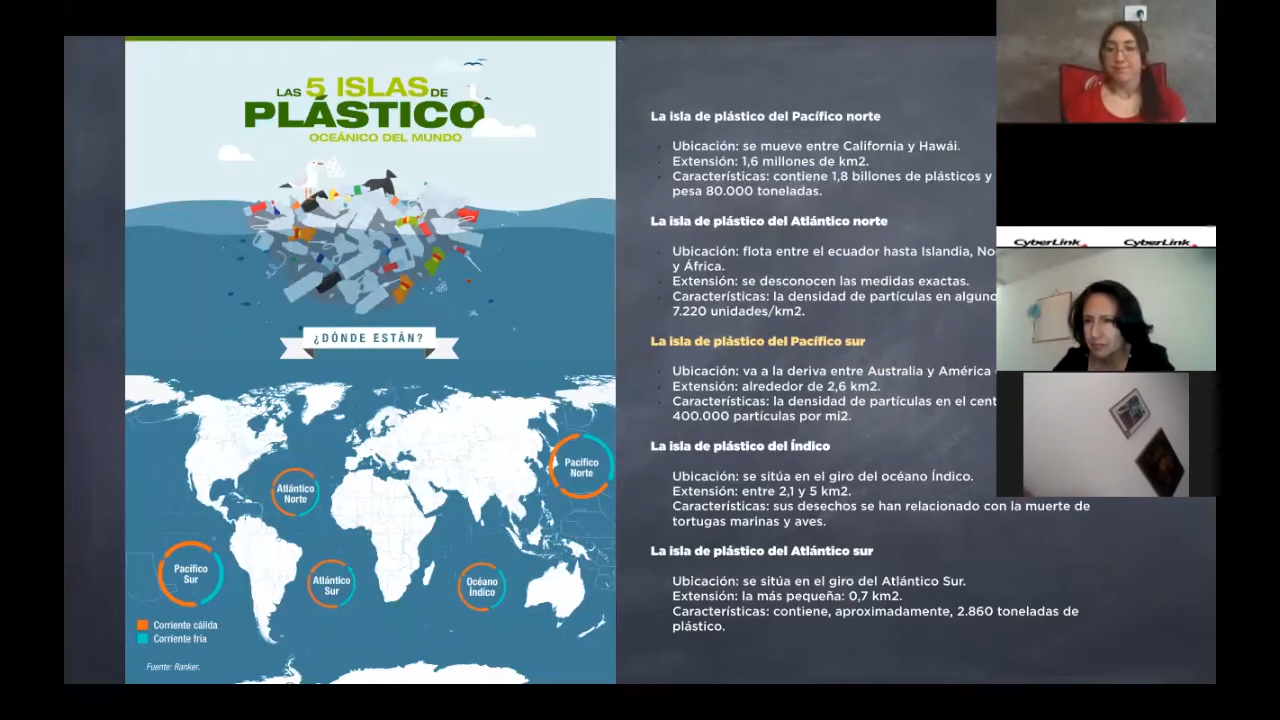 LAS 5 ISLAS DE
PLÁSTICO
OCEÁNICO DEL MUNDO
¿DÓNDE ESTÁN?
Pacífico
Norte
Atlántico
Norte
Pacífico
Sur
Atlántico
Sur
Océano
Índico
Corriente cálida
Corriente fría
Fuente: Ranker.
La isla de plástico del Pacífico norte
Ubicación: se mueve entre California y Hawái.
Extensión: 1,6 millones de km2.
Características: contiene 1,8 billones de plásticos y
pesa 80.000 toneladas.
La isla de plástico del Atlántico norte
Ubicación: flota entre el ecuador hasta Islandia, No
y África.
Extensión: se desconocen las medidas exactas.
Características: la densidad de partículas en alguno
7.220 unidades/km2.
La isla de plástico del Pacífico sur
Ubicación: va a la deriva entre Australia y América
Extensión: alrededor de 2,6 km2.
Características: la densidad de partículas en el cent
400.000 partículas por mi2.
La isla de plástico del Índico
Ubicación: se sitúa en el giro del océano Índico.
Extensión: entre 2,1 y 5 km2.
Características: sus desechos se han relacionado con la muerte de
tortugas marinas y aves.
La isla de plástico del Atlántico sur
Ubicación: se sitúa en el giro del Atlántico Sur.
Extensión: la más pequeña: 0,7 km2.
Características: contiene, aproximadamente, 2.860 toneladas de
plástico.
CyberLink CyberLink